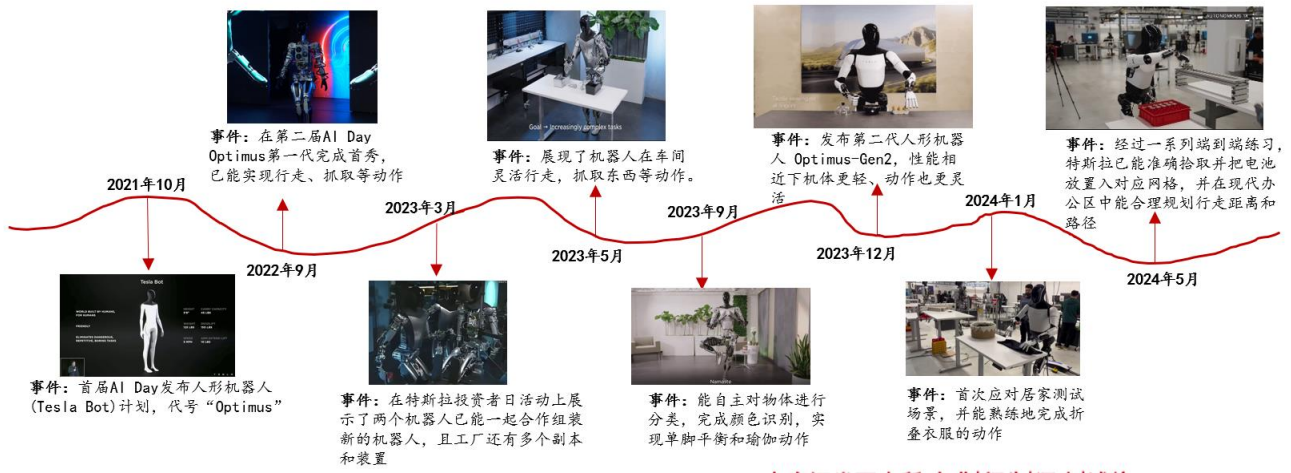 2021年10月
Tesla Bot
事件：首届AI Day发布人形机器人
(Tesla Bot)计划，代号“Optimus”
事件：在第二届AI Day
Optimus第一代完成首秀，
已能实现行走、抓取等动作
2022年9月
2023年3月
事件：在特斯拉投资者日活动上展
示了两个机器人已能一起合作组装
新的机器人，且工厂还有多个副本
和装置
Goal → Increasingly complex tasks
事件：展现了机器人在车间
灵活行走，抓取东西等动作。
2023年5月
2023年9月
Namaste
事件：能自主对物体进行
分类，完成颜色识别，实
现单脚平衡和瑜伽动作
事件：发布第二代人形机器
人 Optimus-Gen2，性能相
近下机体更轻、动作也更灵
活
2023年12月
2024年1月
事件：首次应对居家测试
场景，并能熟练地完成折
叠衣服的动作
AUTONOMOUS
事件：经过一系列端到端练习，
特斯拉已能准确拾取并把电池
放置入对应网格，并在现代办
公区中能合理规划行走距离和
路径
2024年5月